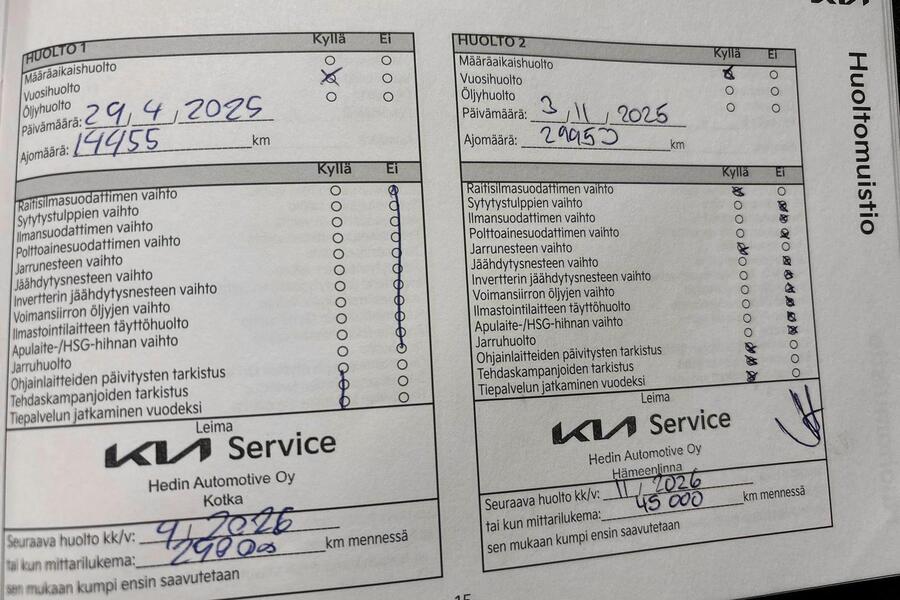 HUOLTO 1 Kyllä Ei
Määräaikaishuolto
Vuosihuolto
Öljyhuolto
Päivämäärä: 29, 4, 2025
Ajomäärä: 14455 km
Kyllä Ei
Raitisilmasuodattimen vaihto
Sytytystulppien vaihto
Ilmansuodattimen vaihto
Polttoainesuodattimen vaihto
Jarrunesteen vaihto
Jäähdytysnesteen vaihto
Invertterin jäähdytysnesteen vaihto
Voimansiirron öljyjen vaihto
Ilmastointilaitteen täyttöhuolto
Apulaite-/HSG-hihnan vaihto
Jarruhuolto
Ohjainlaitteiden päivitysten tarkistus
Tehdaskampanjoiden tarkistus
Tiepalvelun jatkaminen vuodeksi
Leima
KIA Service
Hedin Automotive Oy
Kotka
Seuraava huolto kk/v: 4, 2026
tai kun mittarilukema: 29000 km mennessä
sen mukaan kumpi ensin saavutetaan
HUOLTO 2 Kyllä Ei
Määräaikaishuolto
Vuosihuolto
Öljyhuolto
Päivämäärä: 3, 11, 2025
Ajomäärä: 29950 km
Kyllä Ei
Raitisilmasuodattimen vaihto
Sytytystulppien vaihto
Ilmansuodattimen vaihto
Polttoainesuodattimen vaihto
Jarrunesteen vaihto
Jäähdytysnesteen vaihto
Invertterin jäähdytysnesteen vaihto
Voimansiirron öljyjen vaihto
Ilmastointilaitteen täyttöhuolto
Apulaite-/HSG-hihnan vaihto
Jarruhuolto
Ohjainlaitteiden päivitysten tarkistus
Tehdaskampanjoiden tarkistus
Tiepalvelun jatkaminen vuodeksi
Leima
KIA Service
Hedin Automotive Oy
Hämeenlinna
Seuraava huolto kk/v: 11, 2026
tai kun mittarilukema: 45 000 km mennessä
sen mukaan kumpi ensin saavutetaan
Huoltomuistio
15